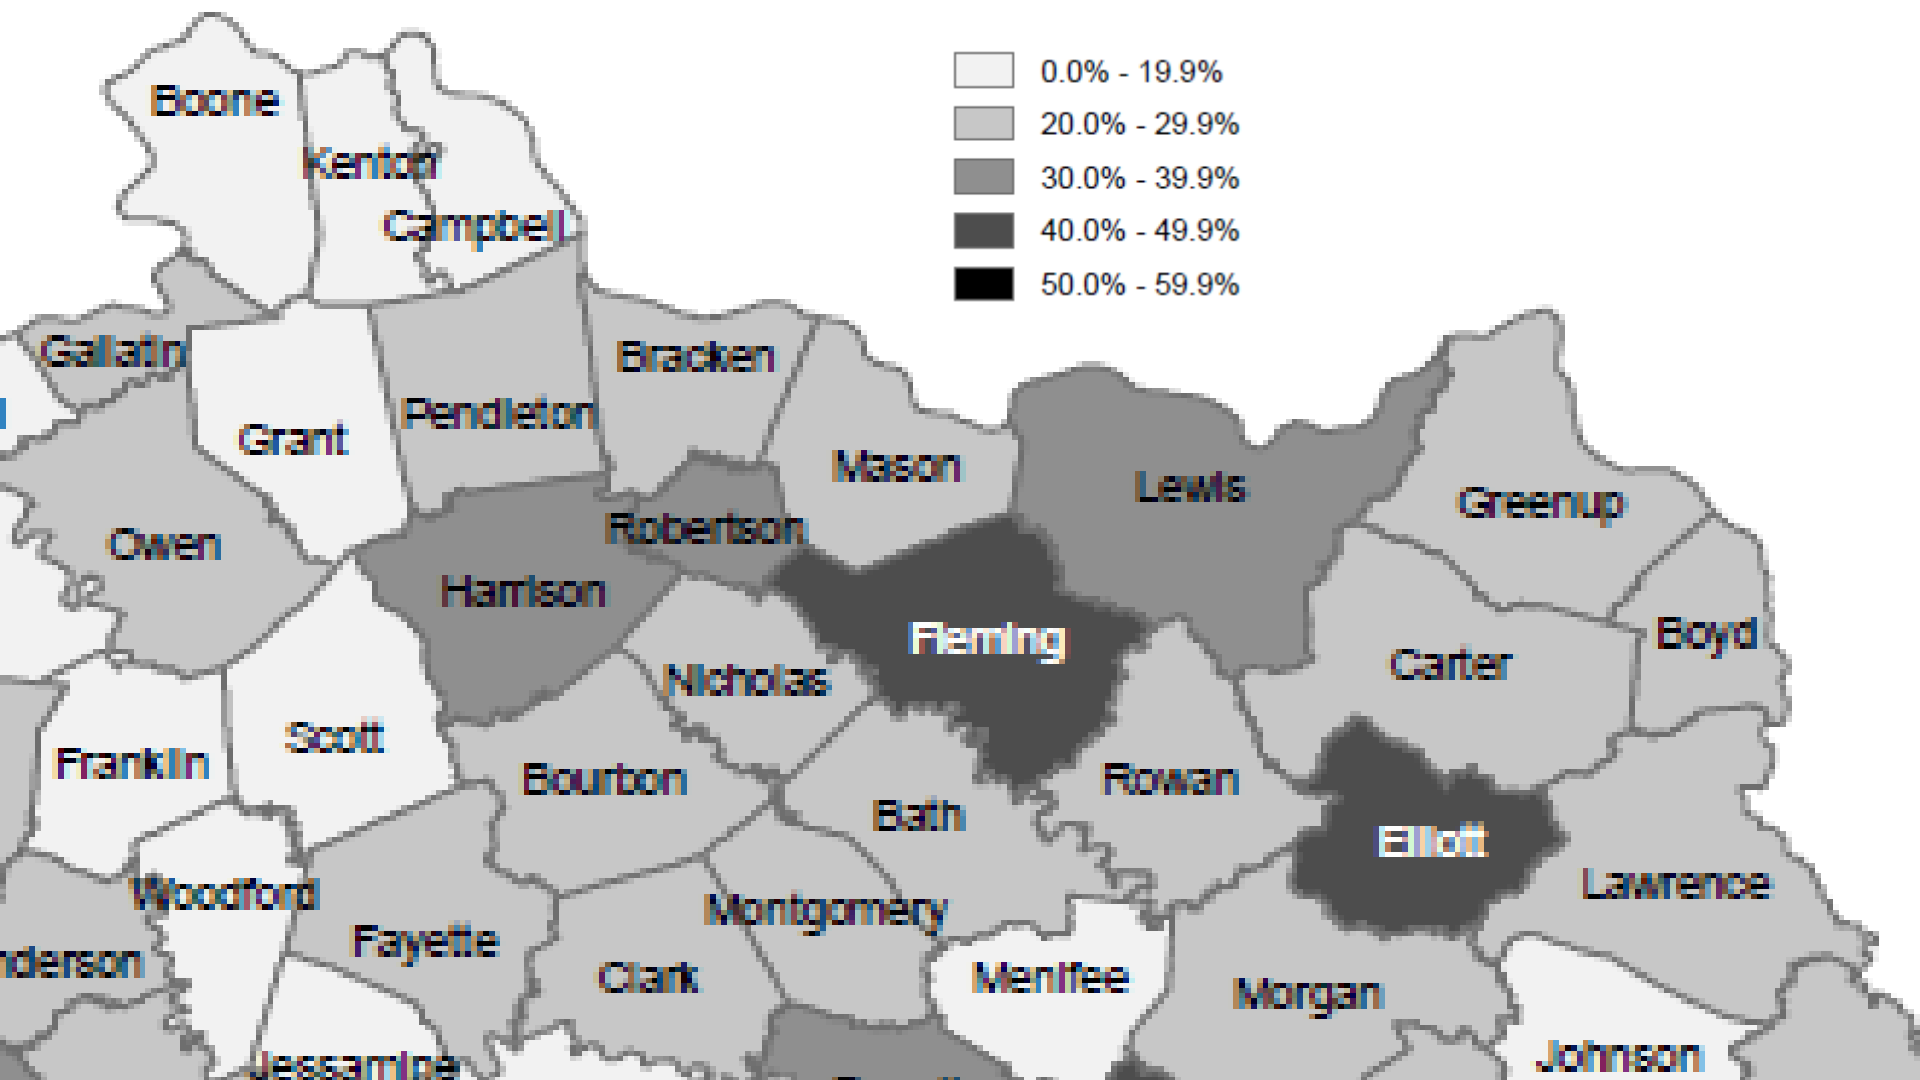 Boone
0.0% - 19.9%
20.0% - 29.9%
Kenton
30.0% - 39.9%
Campbell
40.0% - 49.9%
50.0% - 59.9%
Gallatin
Bracken
Pendleton
Grant
Mason
Lewis
Greenup
Robertson
Owen
Harrison
Fleming
Boyd
Carter
Nicholas
Scott
Franklin
Bourbon
Rowan
Bath
Elliott
Lawrence
Woodford
Montgomery
Fayette
nderson
Clark
Menifee
Morgan
Johnson
Jessamine